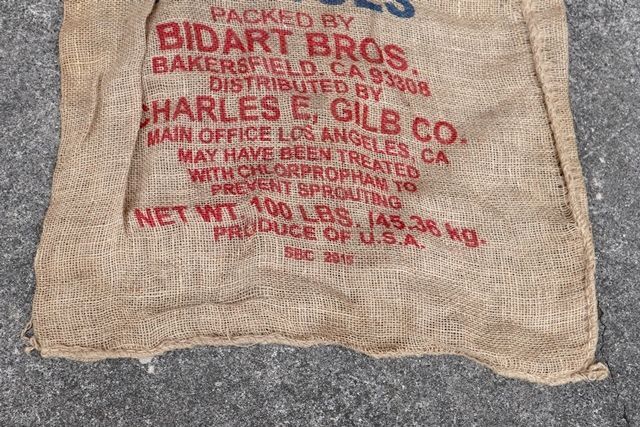 PACKED BY
BIDART BROS.
BAKERSFIELD, CA 93308
DISTRIBUTED BY
CHARLES E, GILB CO.
MAIN OFFICE LOS ANGELES, CA
MAY HAVE BEEN TREATED
WITH CHLORPROPHAM TO
PREVENT SPROUTING
NET WT. 100 LBS. /45.36 kg.
PRODUCE OF U.S.A.
SBC